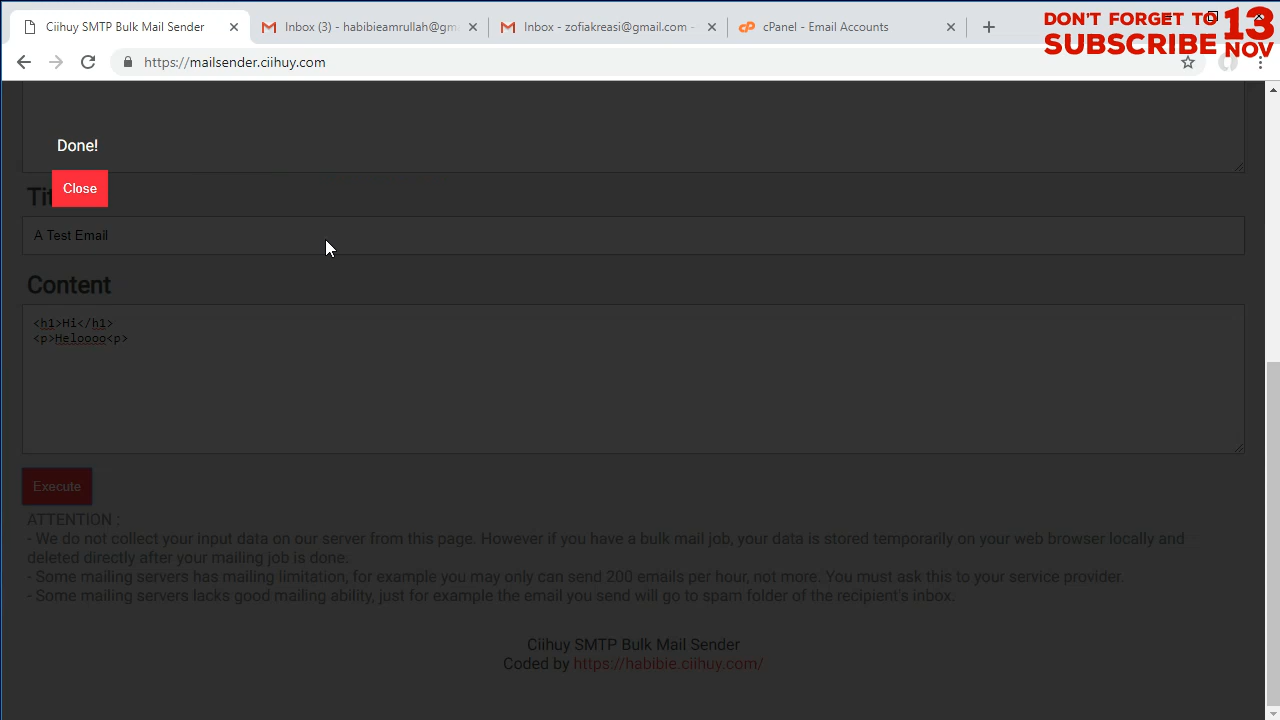 Ciihuy SMTP Bulk Mail Sender
Inbox (3) - habibieamrullah@gm
Inbox - zofiakreasi@gmail.com -
cPanel - Email Accounts
DON'T FORGET TO
SUBSCRIBE
13
NOV
https://mailsender.ciihuy.com
Done!
Close
Tit
A Test Email
Content
<h1>Hi</h1>
<p>Heloooo<p>
Execute
ATTENTION :
- We do not collect your input data on our server from this page. However if you have a bulk mail job, your data is stored temporarily on your web browser locally and
deleted directly after your mailing job is done.
- Some mailing servers has mailing limitation, for example you may only can send 200 emails per hour, not more. You must ask this to your service provider.
- Some mailing servers lacks good mailing ability, just for example the email you send will go to spam folder of the recipient's inbox.
Ciihuy SMTP Bulk Mail Sender
Coded by https://habibie.ciihuy.com/